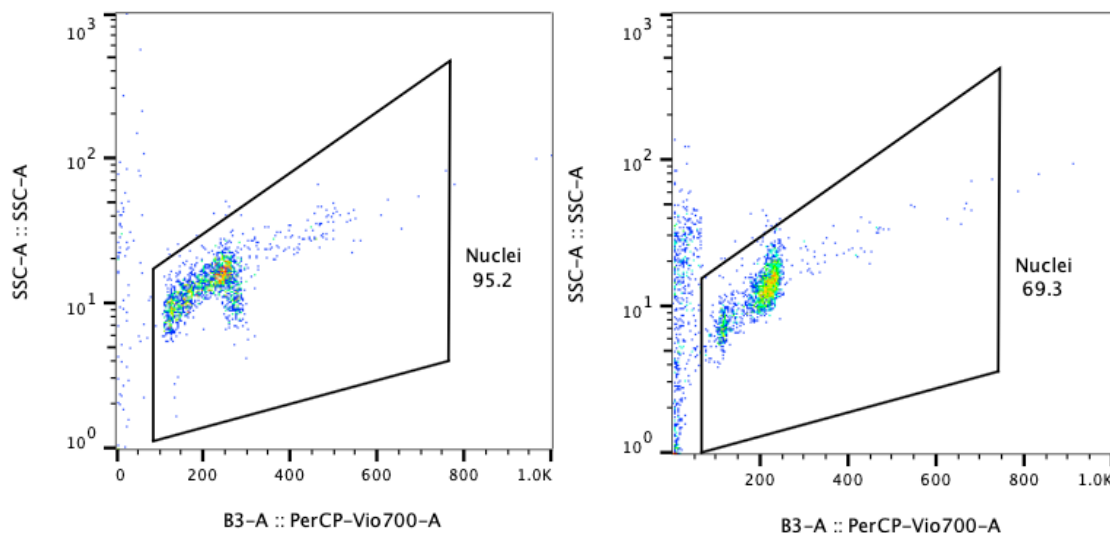 10³
10²
10¹
10⁰
SSC-A :: SSC-A
Nuclei
95.2
0 200 400 600 800 1.0K
B3-A :: PerCP-Vio700-A
10³
10²
10¹
10⁰
SSC-A :: SSC-A
Nuclei
69.3
200 400 600 800 1.0K
B3-A :: PerCP-Vio700-A